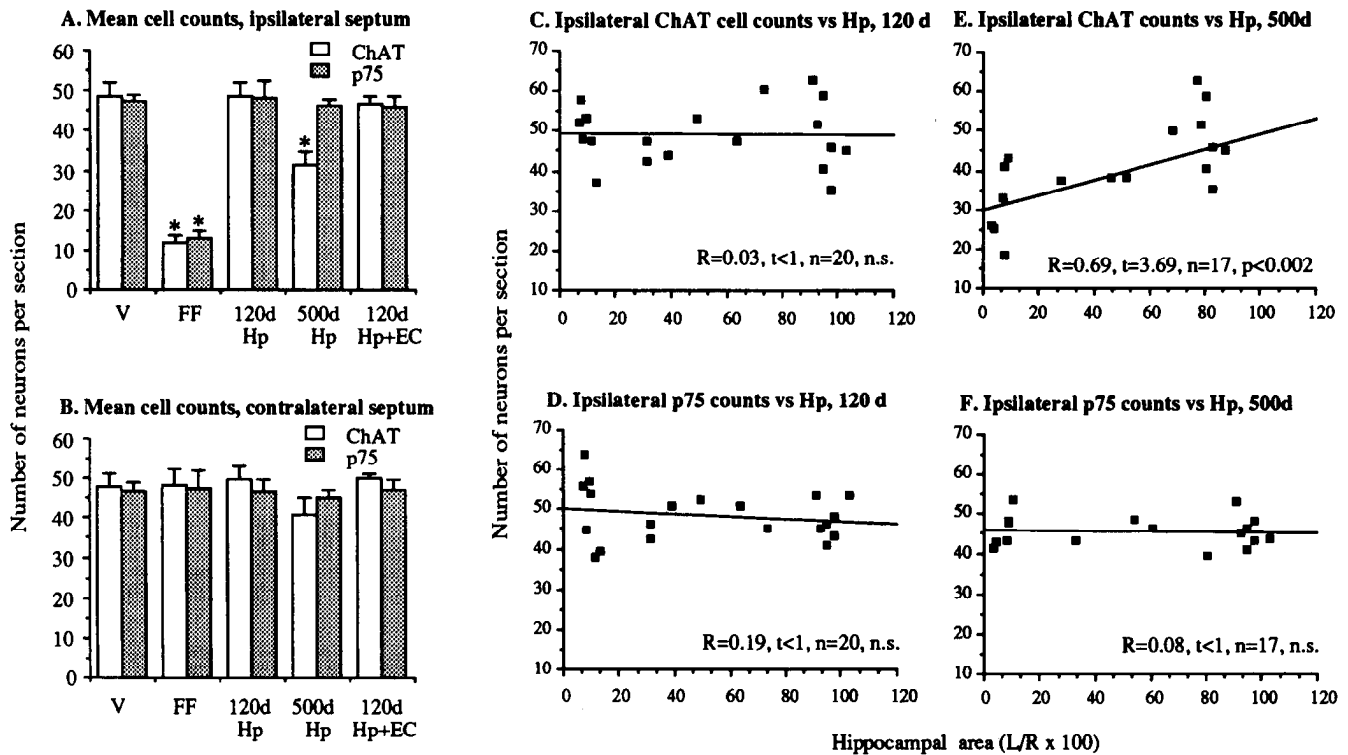 A. Mean cell counts, ipsilateral septum
ChAT
p75
60
50
40
30
20
10
0
*
*
*
V
FF
120d
Hp
500d
Hp
120d
Hp+EC
B. Mean cell counts, contralateral septum
ChAT
p75
60
50
40
30
20
10
0
V
FF
120d
Hp
500d
Hp
120d
Hp+EC
Number of neurons per section
C. Ipsilateral ChAT cell counts vs Hp, 120 d
70
60
50
40
30
20
10
R=0.03, t<1, n=20, n.s.
0 20 40 60 80 100 120
D. Ipsilateral p75 counts vs Hp, 120 d
70
60
50
40
30
20
10
R=0.19, t<1, n=20, n.s.
0 20 40 60 80 100 120
Number of neurons per section
E. Ipsilateral ChAT counts vs Hp, 500d
70
60
50
40
30
20
10
R=0.69, t=3.69, n=17, p<0.002
0 20 40 60 80 100 120
F. Ipsilateral p75 counts vs Hp, 500d
70
60
50
40
30
20
10
R=0.08, t<1, n=17, n.s.
0 20 40 60 80 100 120
Hippocampal area (L/R x 100)